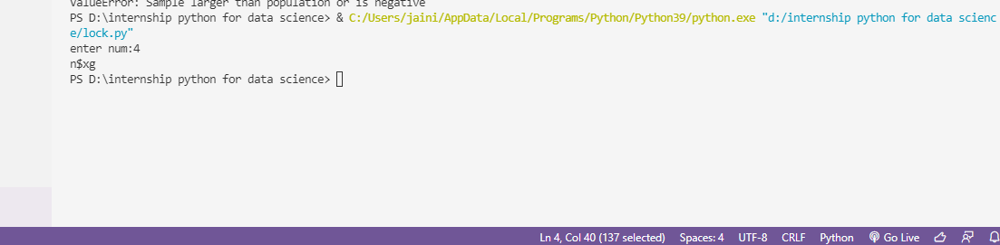 ValueError: Sample larger than population or is negative
PS D:\internship python for data science> & C:/Users/jaini/AppData/Local/Programs/Python/Python39/python.exe "d:/internship python for data scienc
e/lock.py"
enter num:4
n$xg
PS D:\internship python for data science>
Ln 4, Col 40 (137 selected) Spaces: 4 UTF-8 CRLF Python Go Live